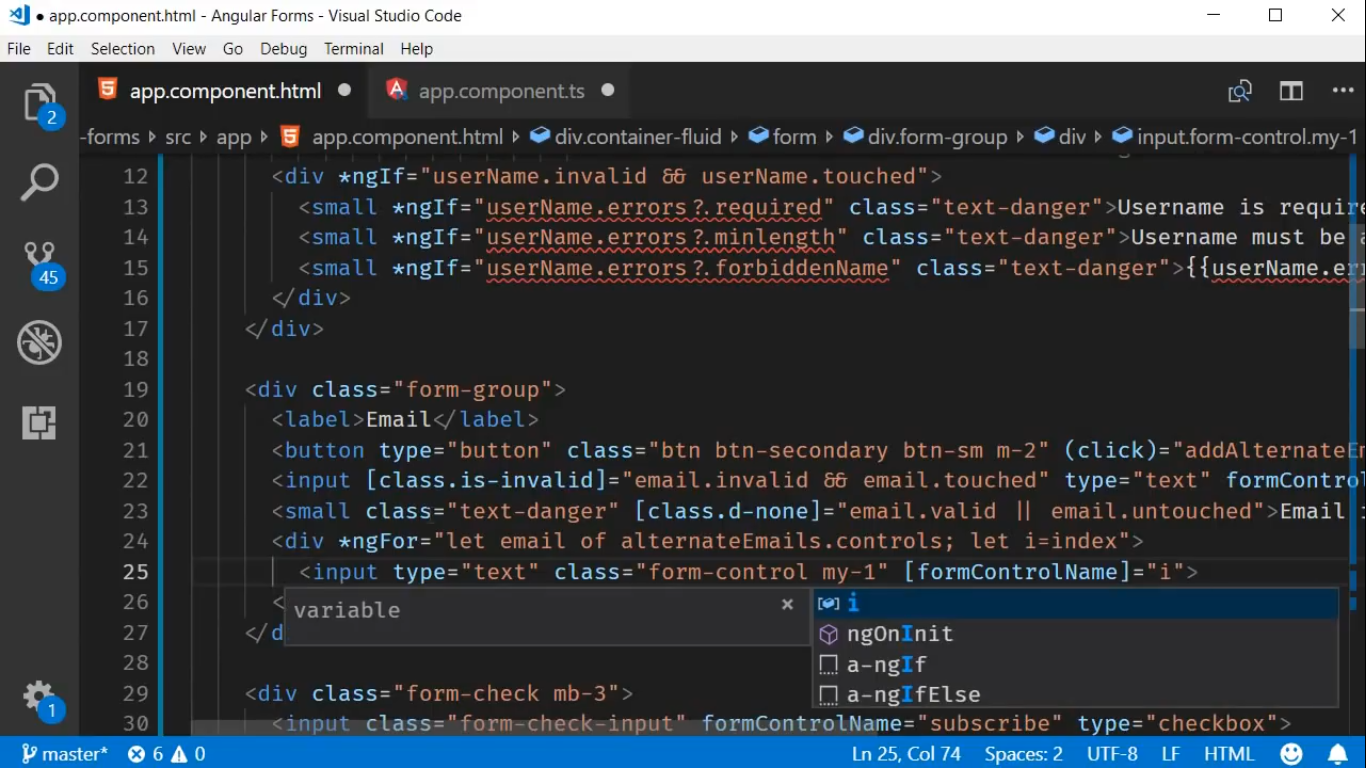 ● app.component.html - Angular Forms - Visual Studio Code
File Edit Selection View Go Debug Terminal Help
2 app.component.html ● app.component.ts ●
-forms › src › app › app.component.html › div.container-fluid › form › div.form-group › div › input.form-control.my-1
12 <div *ngIf="userName.invalid && userName.touched">
13 <small *ngIf="userName.errors?.required" class="text-danger">Username is require
14 <small *ngIf="userName.errors?.minlength" class="text-danger">Username must be a
15 <small *ngIf="userName.errors?.forbiddenName" class="text-danger">{{userName.err
16 </div>
17 </div>
18
19 <div class="form-group">
20 <label>Email</label>
21 <button type="button" class="btn btn-secondary btn-sm m-2" (click)="addAlternateEm
22 <input [class.is-invalid]="email.invalid && email.touched" type="text" formControl
23 <small class="text-danger" [class.d-none]="email.valid || email.untouched">Email i
24 <div *ngFor="let email of alternateEmails.controls; let i=index">
25 <input type="text" class="form-control my-1" [formControlName]="i">
26 <
27 </d
28
29 <div class="form-check mb-3">
30 <input class="form-check-input" formControlName="subscribe" type="checkbox">
variable ×
i
ngOnInit
a-ngIf
a-ngIfElse
45
1
master* 6 0 Ln 25, Col 74 Spaces: 2 UTF-8 LF HTML